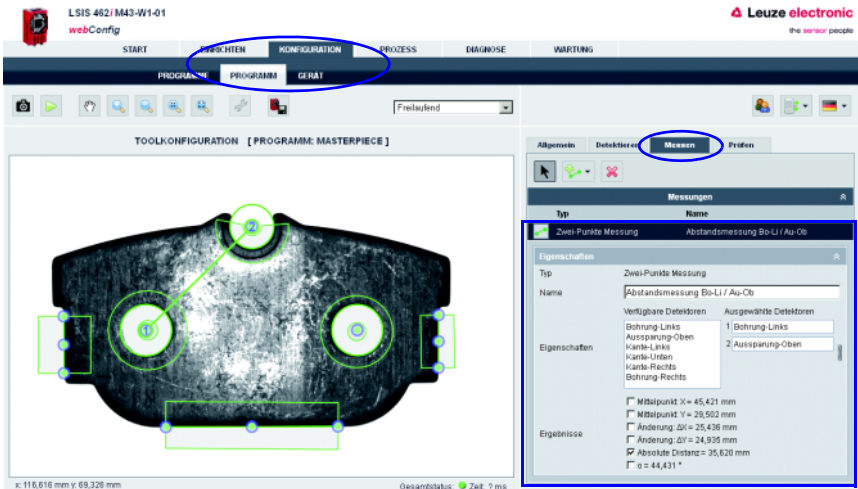 LSIS 462i M43-W1-01
webConfig
Leuze electronic
the sensor people
START EINRICHTEN KONFIGURATION PROZESS DIAGNOSE WARTUNG
PROGRAMME PROGRAMM GERÄT
Freilaufend
TOOLKONFIGURATION [ PROGRAMM: MASTERPIECE ]
2
1
x: 116,616 mm y: 69,326 mm
Gesamtstatus: Zeit: ? ms
Allgemein Detektieren Messen Prüfen
Messungen
Typ Name
Zwei-Punkte Messung Abstandsmessung Bo-Li / Au-Ob
Eigenschaften
Typ Zwei-Punkte Messung
Name Abstandsmessung Bo-Li / Au-Ob
Verfügbare Detektoren Ausgewählte Detektoren
Eigenschaften
Bohrung-Links
Aussparung-Oben
Kante-Links
Kante-Unten
Kante-Rechts
Bohrung-Rechts
1 Bohrung-Links
2 Aussparung-Oben
Ergebnisse
Mittelpunkt X = 45,421 mm
Mittelpunkt Y = 29,502 mm
Änderung: ΔX = 25,436 mm
Änderung: ΔY = 24,935 mm
Absolute Distanz = 35,620 mm
α = 44,431 °